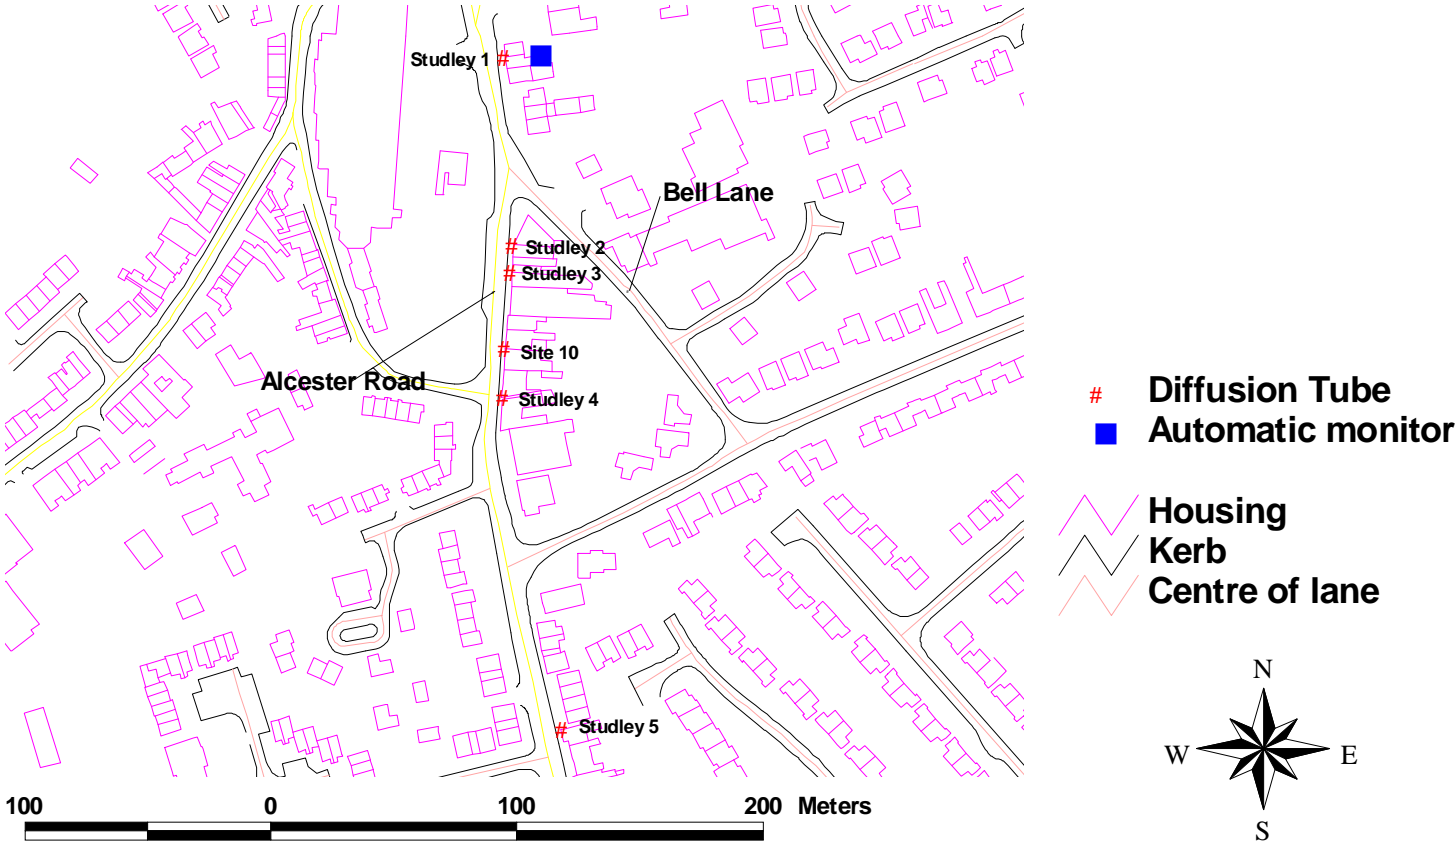 Studley 1
Bell Lane
Studley 2
Studley 3
Site 10
Alcester Road
Studley 4
Studley 5
# Diffusion Tube
Automatic monitor
Housing
Kerb
Centre of lane
N
W E
S
100 0 100 200 Meters